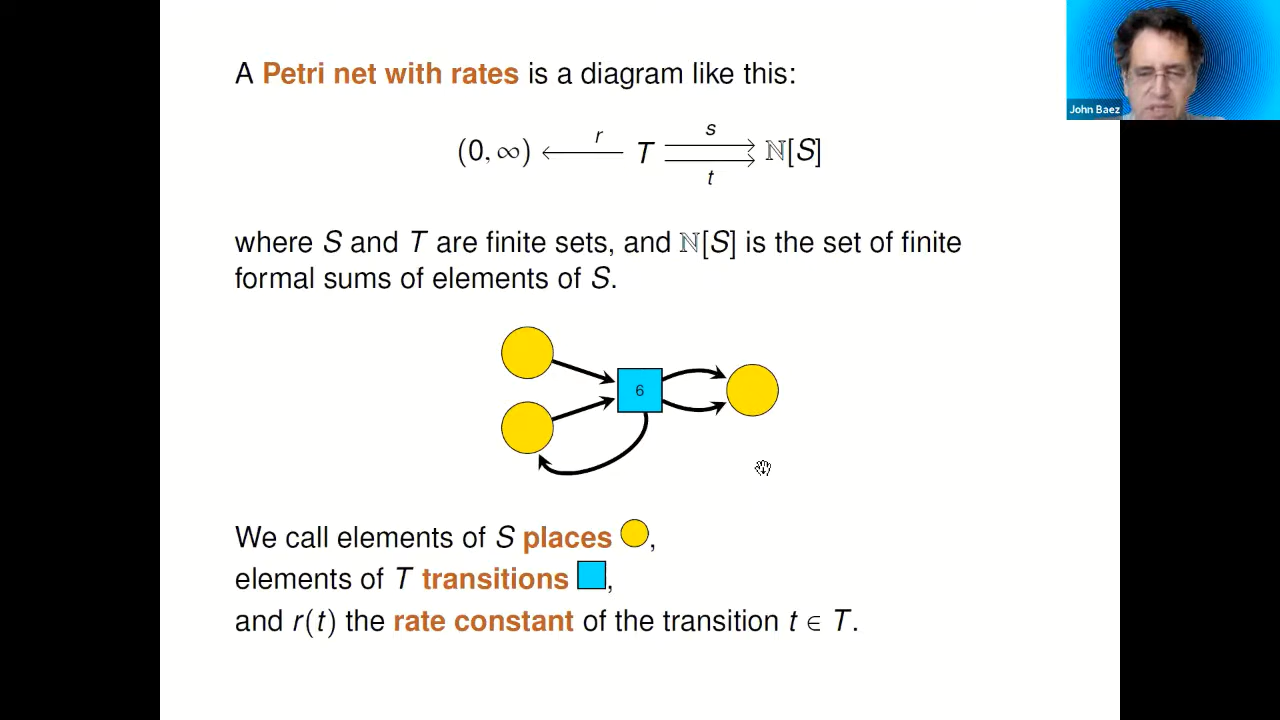 A Petri net with rates is a diagram like this:
(0, ∞) ⟵ r T s ⇉ t ℕ[S]
where S and T are finite sets, and ℕ[S] is the set of finite
formal sums of elements of S.
6
We call elements of S places ,
elements of T transitions ,
and r(t) the rate constant of the transition t ∈ T.
John Baez